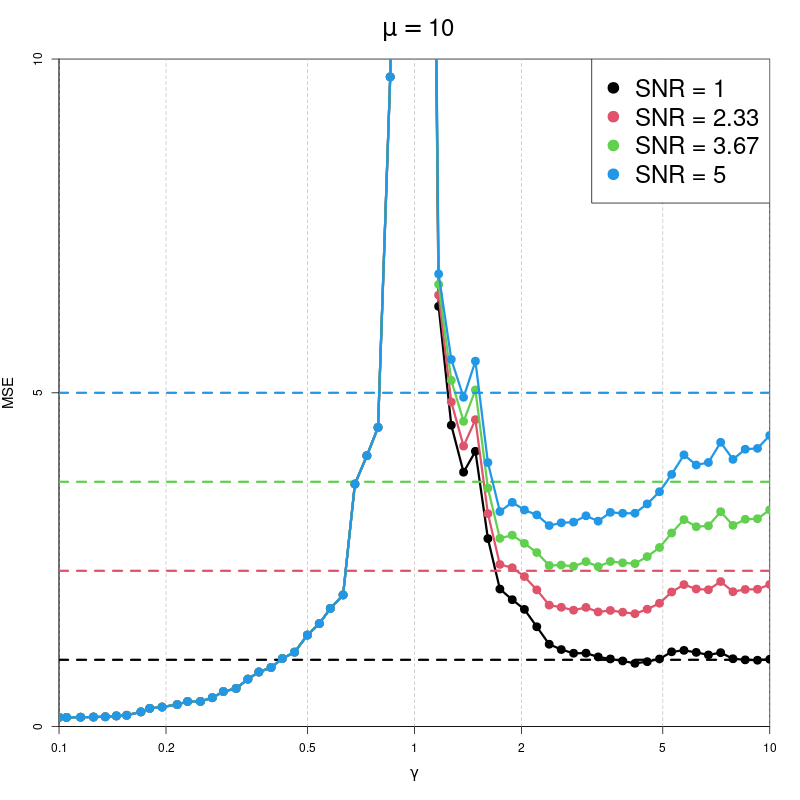 μ = 10
SNR = 1
SNR = 2.33
SNR = 3.67
SNR = 5
MSE
10
5
0
0.1 0.2 0.5 1 2 5 10
γ